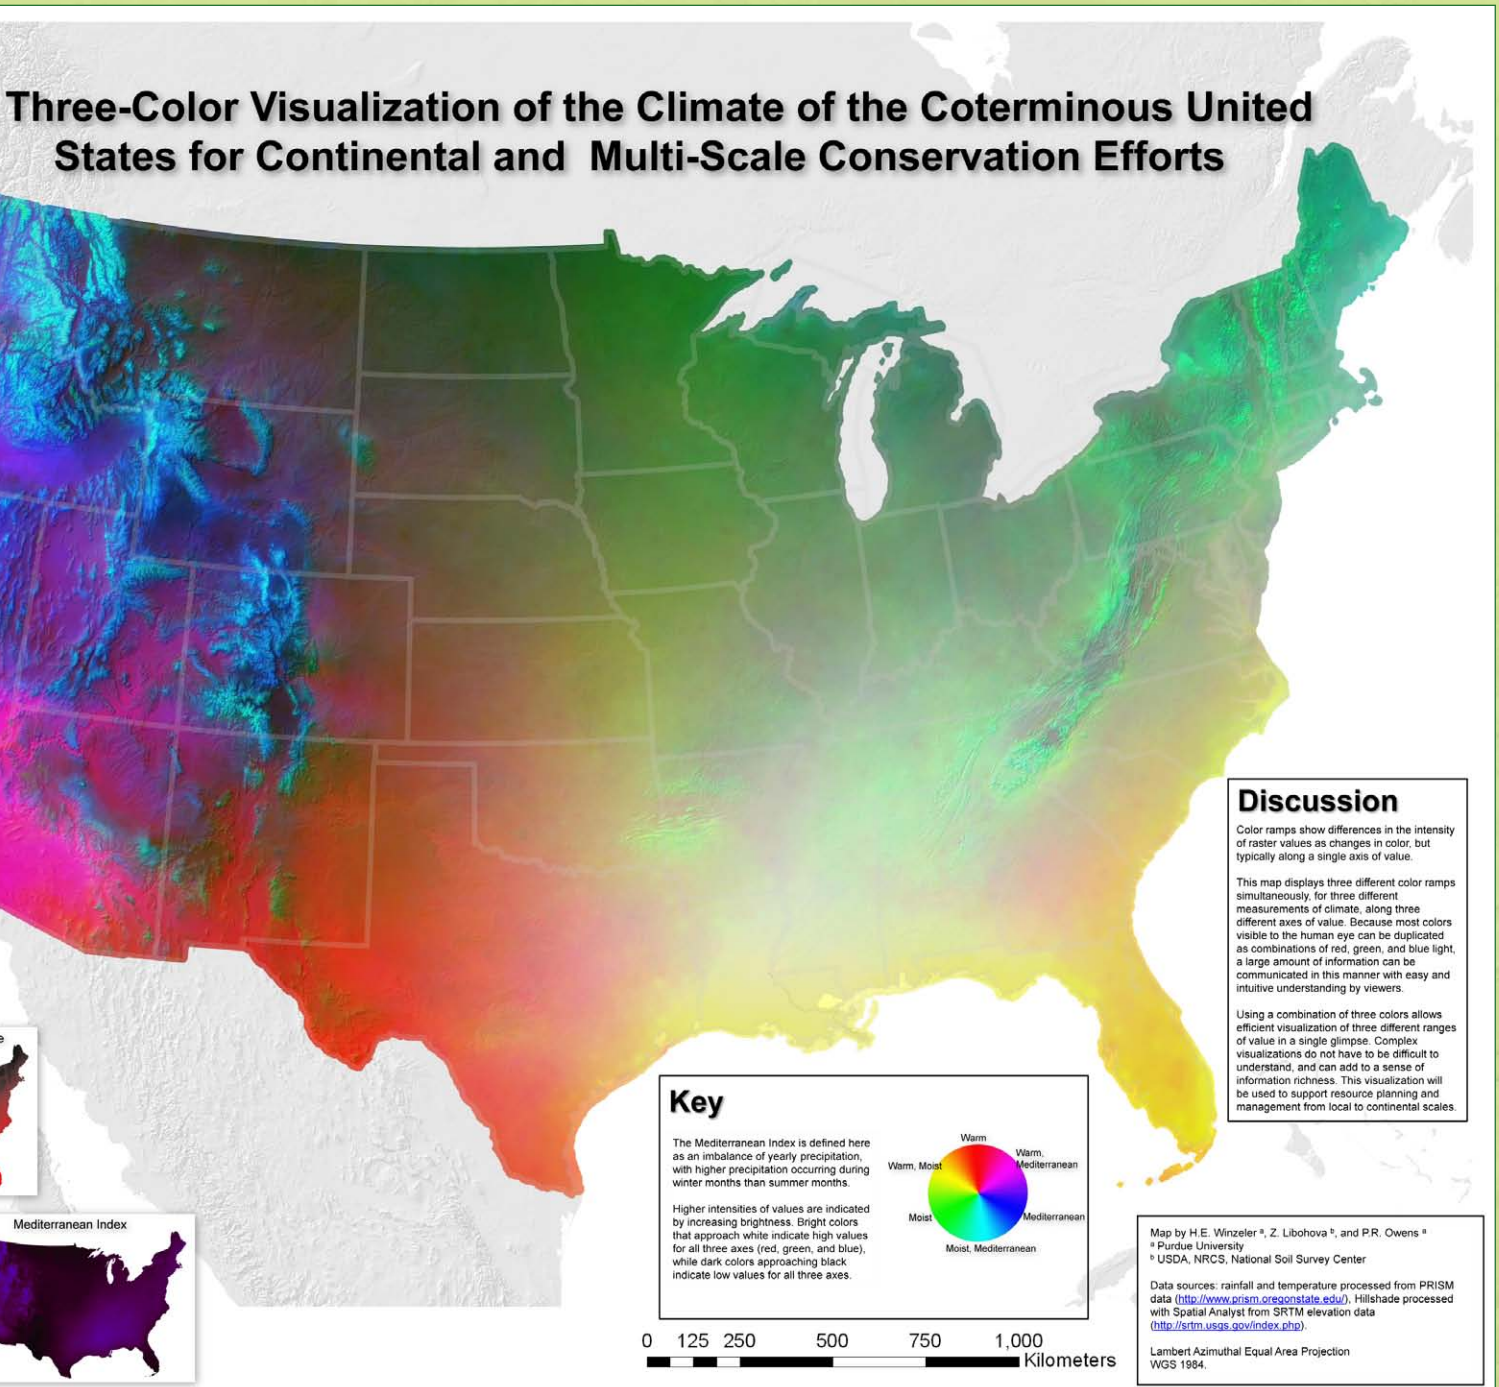 Three-Color Visualization of the Climate of the Coterminous United
States for Continental and  Multi-Scale Conservation Efforts
Discussion
Color ramps show differences in the intensity
of raster values as changes in color, but
typically along a single axis of value.
This map displays three different color ramps
simultaneously, for three different
measurements of climate, along three
different axes of value. Because most colors
visible to the human eye can be duplicated
as combinations of red, green, and blue light,
a large amount of information can be
communicated in this manner with easy and
intuitive understanding by viewers.
Using a combination of three colors allows
efficient visualization of three different ranges
of value in a single glimpse. Complex
visualizations do not have to be difficult to
understand, and can add to a sense of
information richness. This visualization will
be used to support resource planning and
management from local to continental scales.
Key
The Mediterranean Index is defined here
as an imbalance of yearly precipitation,
with higher precipitation occurring during
winter months than summer months.
Higher intensities of values are indicated
by increasing brightness. Bright colors
that approach white indicate high values
for all three axes (red, green, and blue),
while dark colors approaching black
indicate low values for all three axes.
Warm
Warm,
Mediterranean
Warm, Moist
Moist
Mediterranean
Moist, Mediterranean
Mediterranean Index
0 125 250 500 750 1,000
Kilometers
Map by H.E. Winzeler ª, Z. Libohova ᵇ, and P.R. Owens ª
ª Purdue University
ᵇ USDA, NRCS, National Soil Survey Center
Data sources: rainfall and temperature processed from PRISM
data (http://www.prism.oregonstate.edu/), Hillshade processed
with Spatial Analyst from SRTM elevation data
(http://srtm.usgs.gov/index.php).
Lambert Azimuthal Equal Area Projection
WGS 1984.